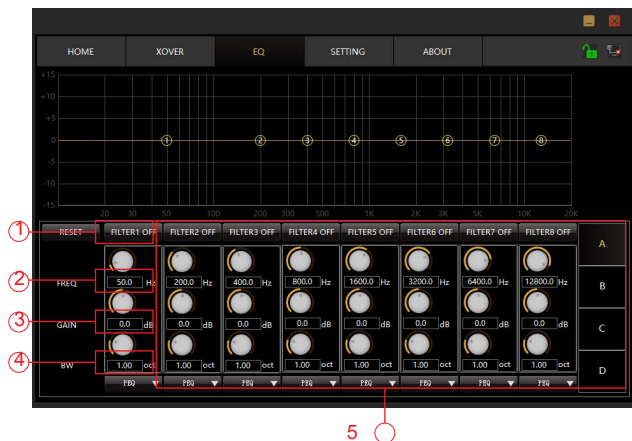 HOME XOVER EQ SETTING ABOUT
+15
+10
0
-5
-10
-15
1 2 3 4 5 6 7 8
20 30 50 100 200 300 500 1K 2K 3K 5K 10K 20K
1 RESET FILTER1 OFF FILTER2 OFF FILTER3 OFF FILTER4 OFF FILTER5 OFF FILTER6 OFF FILTER7 OFF FILTER8 OFF A
2 FREQ 50.0 Hz 200.0 Hz 400.0 Hz 800.0 Hz 1600.0 Hz 3200.0 Hz 6400.0 Hz 12800.0 Hz B
3 GAIN 0.0 dB 0.0 dB 0.0 dB 0.0 dB 0.0 dB 0.0 dB 0.0 dB 0.0 dB C
4 BW 1.00 oct 1.00 oct 1.00 oct 1.00 oct 1.00 oct 1.00 oct 1.00 oct 1.00 oct D
PEQ PEQ PEQ PEQ PEQ PEQ PEQ PEQ
5